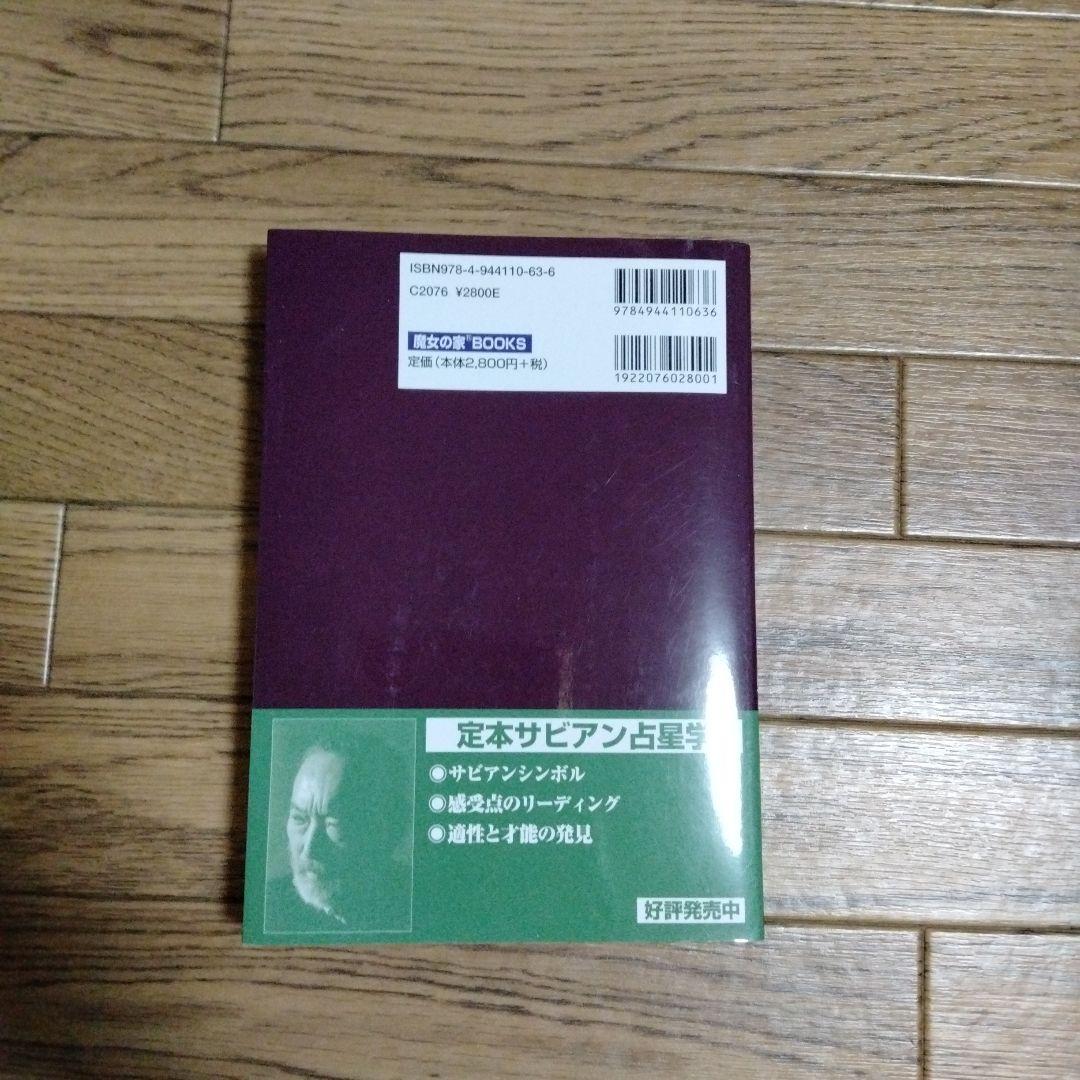 ISBN978-4-944110-63-6
C2076 ¥2800E
魔女の家BOOKS
定価（本体2,800円+税）
9784944110636
1922076028001
定本サビアン占星学
●サビアンシンボル
●感受点のリーディング
●適性と才能の発見
好評発売中